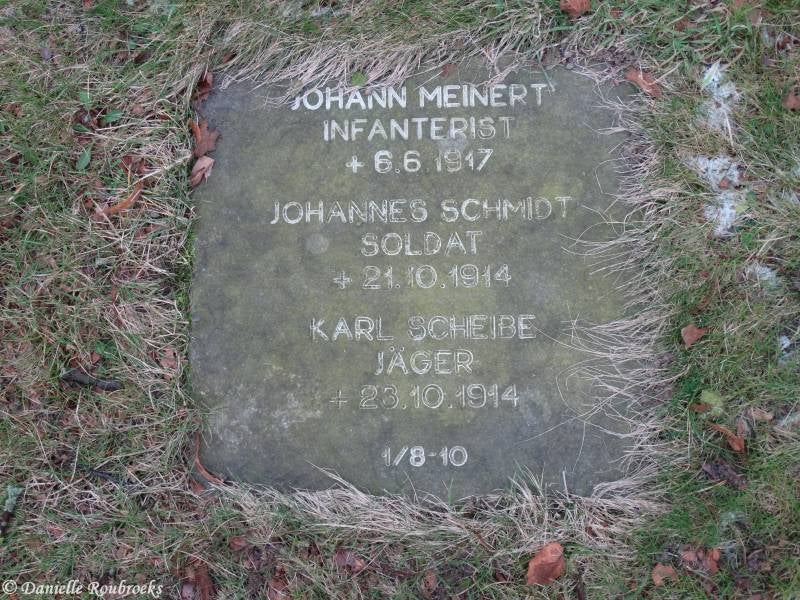 JOHANN MEINERT
INFANTERIST
+ 6.6 1917
JOHANNES SCHMIDT
SOLDAT
+ 21.10.1914
KARL SCHEIBE
JÄGER
+ 23.10.1914
1/8-10
© Danielle Roubroeks